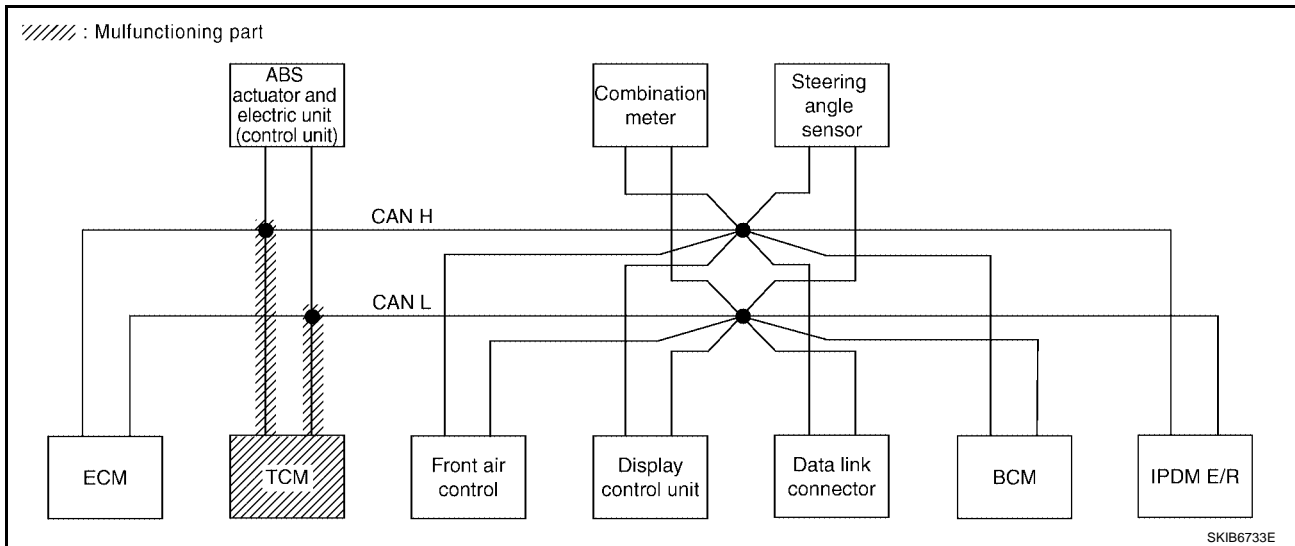 : Mulfunctioning part
ABS
actuator and
electric unit
(control unit)
Combination
meter
Steering
angle
sensor
CAN H
CAN L
ECM
TCM
Front air
control
Display
control unit
Data link
connector
BCM
IPDM E/R
SKIB6733E